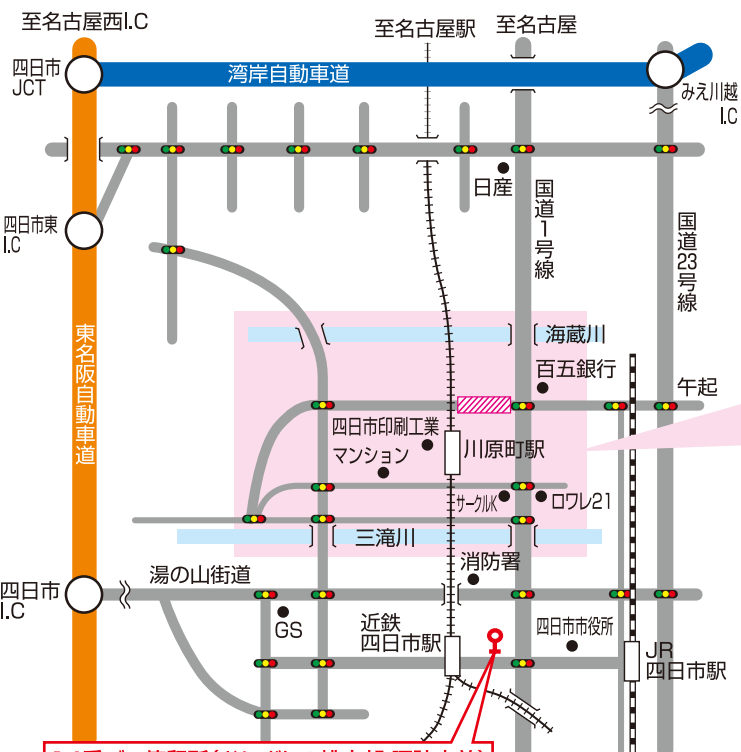 至名古屋西I.C
至名古屋駅
至名古屋
四日市
JCT
湾岸自動車道
みえ川越
I.C
日産
四日市東
I.C
国道1号線
国道23号線
東名阪自動車道
海蔵川
百五銀行
午起
四日市印刷工業
マンション
川原町駅
サークルK
ロワレ21
三滝川
消防署
湯の山街道
四日市
I.C
GS
近鉄
四日市駅
四日市市役所
JR
四日市駅